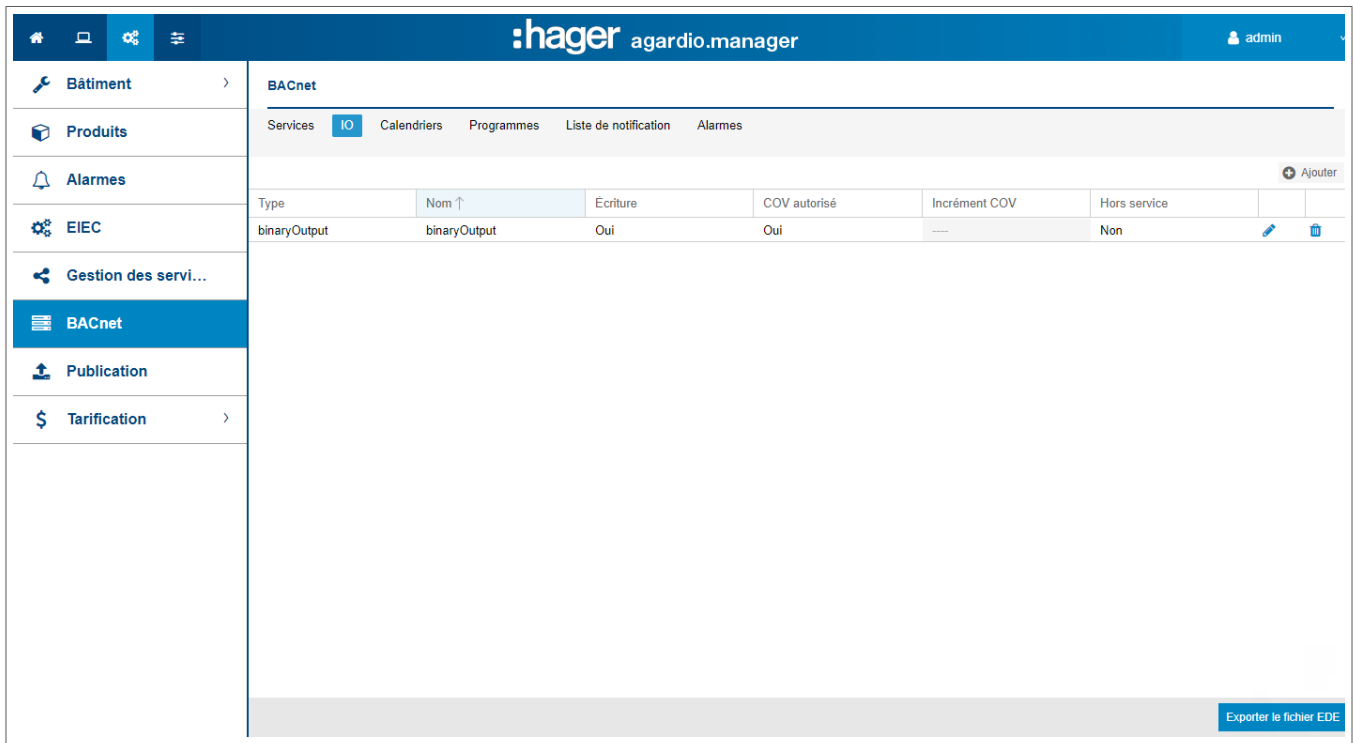 :hager agardio.manager
admin
Bâtiment
Produits
Alarmes
EIEC
Gestion des servi...
BACnet
Publication
Tarification
BACnet
Services IO Calendriers Programmes Liste de notification Alarmes
Ajouter
Type Nom ↑ Écriture COV autorisé Incrément COV Hors service
binaryOutput binaryOutput Oui Oui ---- Non
Exporter le fichier EDE